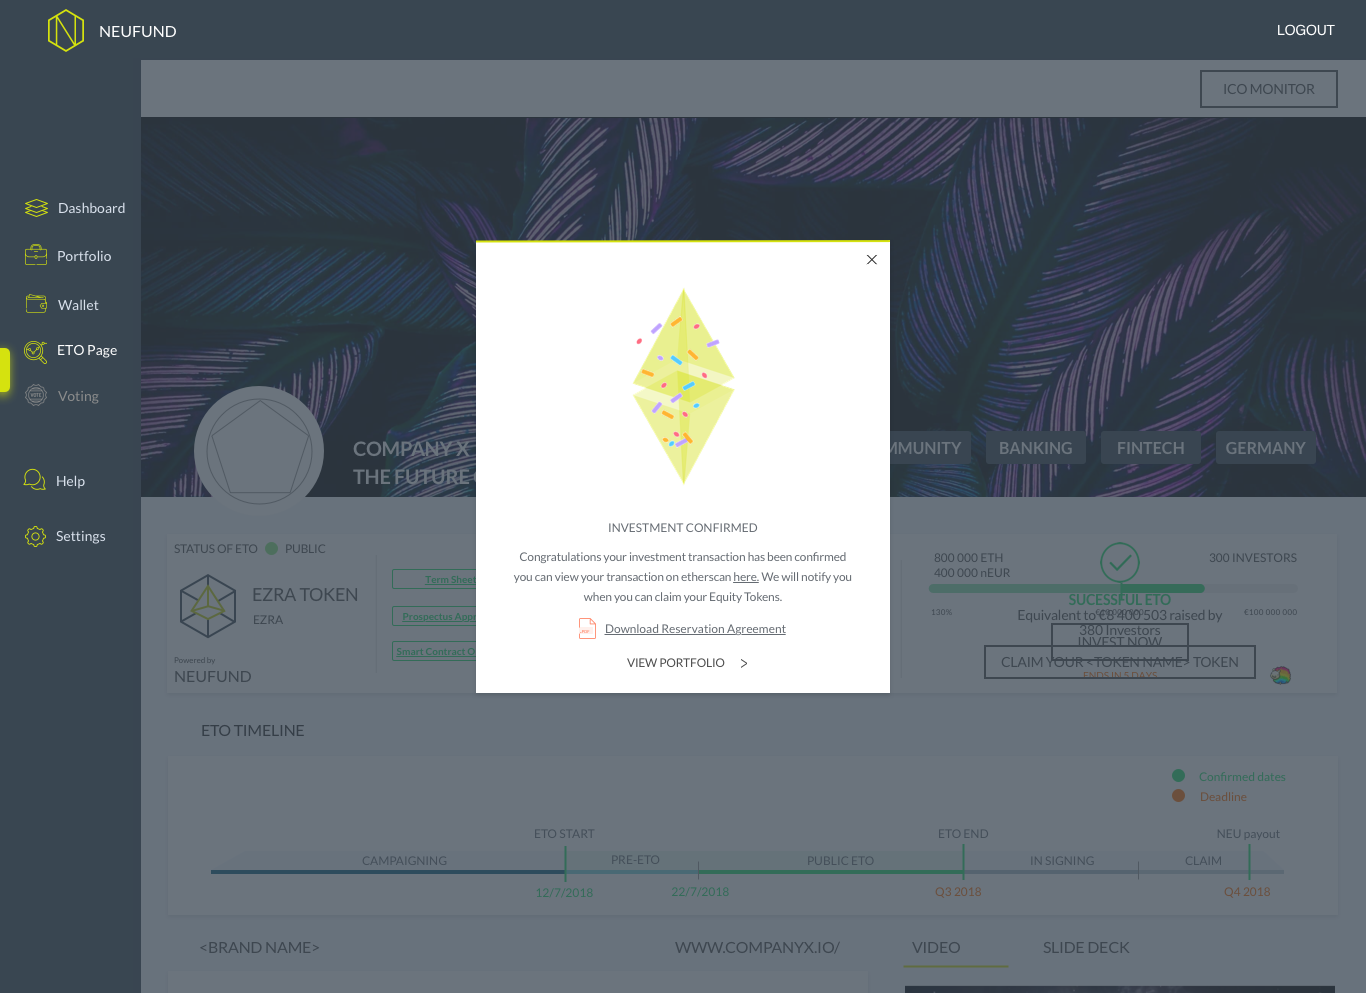 NEUFUND
LOGOUT
ICO MONITOR
Dashboard
Portfolio
Wallet
ETO Page
VOTE
Voting
Help
Settings
COMPANY X
THE FUTURE
MMUNITY
BANKING
FINTECH
GERMANY
INVESTMENT CONFIRMED
Congratulations your investment transaction has been confirmed
you can view your transaction on etherscan here. We will notify you
when you can claim your Equity Tokens.
PDF
Download Reservation Agreement
VIEW PORTFOLIO >
STATUS OF ETO
PUBLIC
EZRA TOKEN
EZRA
Powered by
NEUFUND
Term Sheet
Prospectus Appr
Smart Contract O
800 000 ETH
400 000 nEUR
300 INVESTORS
130%
€100 000 000
SUCESSFUL ETO
Equivalent to €8 400 503 raised by
380 Investors
INVEST NOW
CLAIM YOUR <TOKEN NAME> TOKEN
ENDS IN 5 DAYS
ETO TIMELINE
Confirmed dates
Deadline
ETO START
ETO END
NEU payout
CAMPAIGNING
PRE-ETO
PUBLIC ETO
IN SIGNING
CLAIM
12/7/2018
22/7/2018
Q3 2018
Q4 2018
<BRAND NAME>
WWW.COMPANYX.IO/
VIDEO
SLIDE DECK